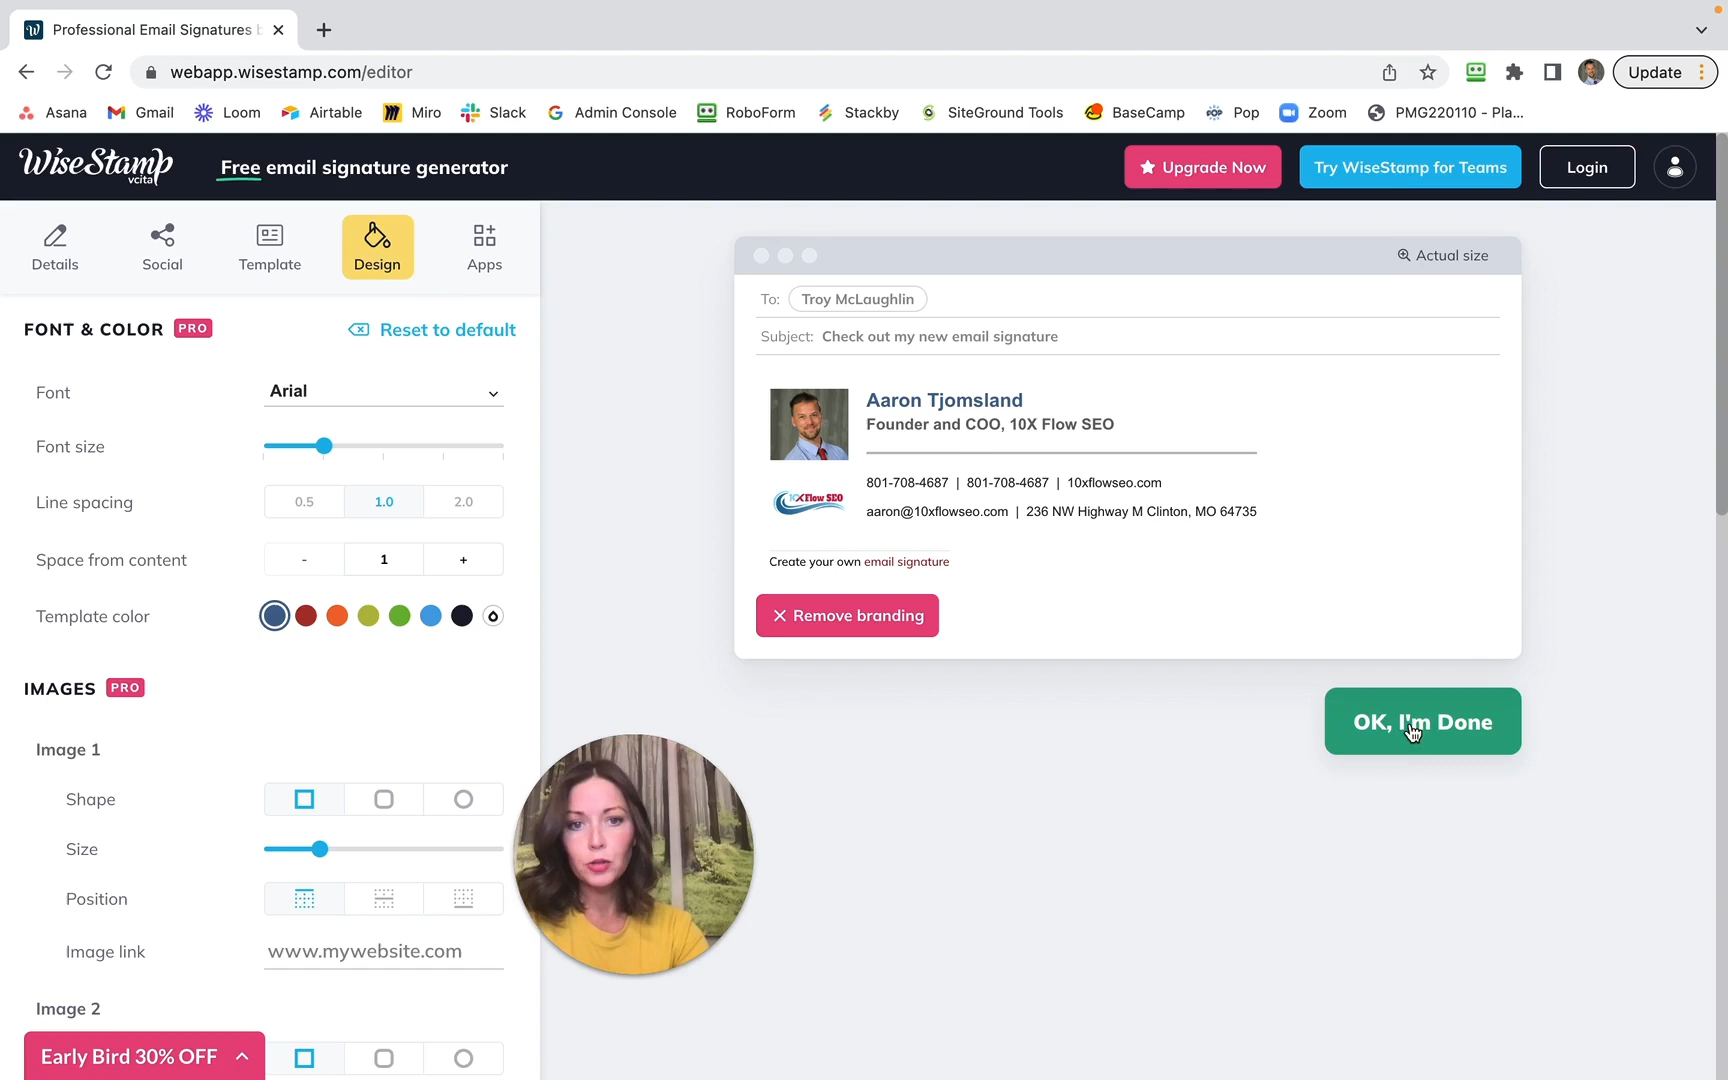 Professional Email Signatures b
webapp.wisestamp.com/editor
Update
Asana
Gmail
Loom
Airtable
Miro
Slack
Admin Console
RoboForm
Stackby
SiteGround Tools
BaseCamp
Pop
Zoom
PMG220110 - Pla...
WiseStamp
vcita
Free email signature generator
Upgrade Now
Try WiseStamp for Teams
Login
Details
Social
Template
Design
Apps
Actual size
To: Troy McLaughlin
Subject: Check out my new email signature
FONT & COLOR PRO
Reset to default
Font
Arial
Font size
Line spacing
0.5
1.0
2.0
Space from content
-
1
+
Template color
Aaron Tjomsland
Founder and COO, 10X Flow SEO
801-708-4687 | 801-708-4687 | 10xflowseo.com
10X Flow SEO
aaron@10xflowseo.com | 236 NW Highway M Clinton, MO 64735
Create your own email signature
Remove branding
OK, I'm Done
IMAGES PRO
Image 1
Shape
Size
Position
Image link
www.mywebsite.com
Image 2
Early Bird 30% OFF